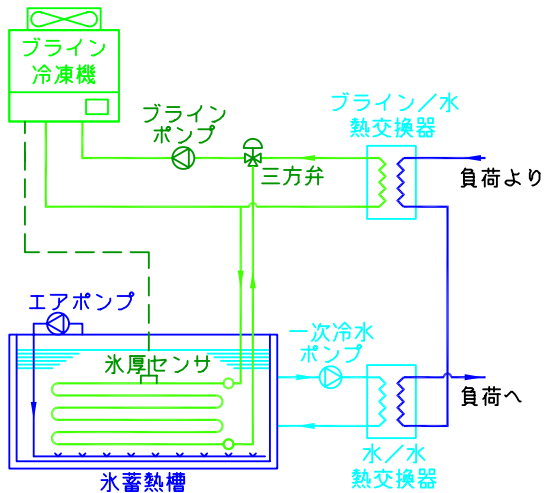 ブライン
冷凍機
ブライン
ポンプ
三方弁
ブライン／水
熱交換器
負荷より
エアポンプ
氷厚センサ
一次冷水
ポンプ
負荷へ
水／水
熱交換器
氷蓄熱槽